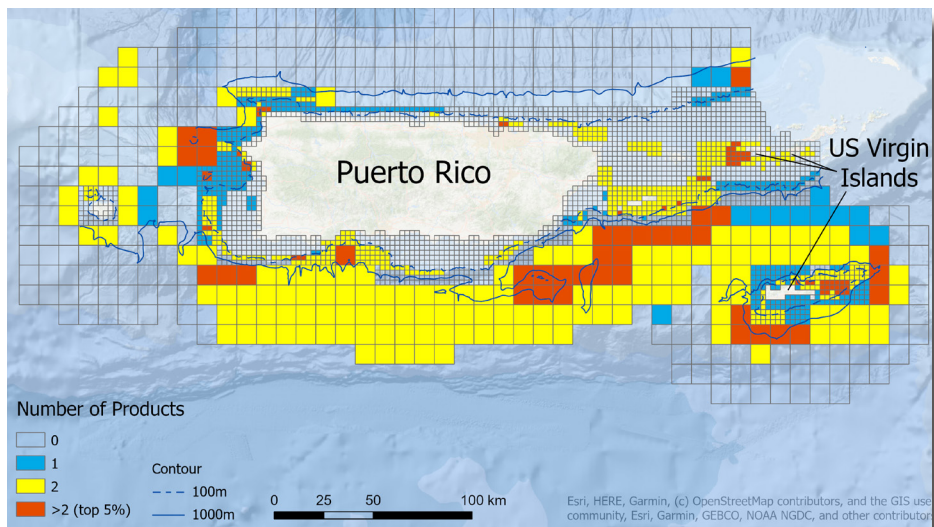 Puerto Rico
US Virgin
Islands
Number of Products
0
1
2
>2 (top 5%)
Contour
100m
1000m
0 25 50 100 km
Esri, HERE, Garmin, (c) OpenStreetMap contributors, and the GIS use
community, Esri, Garmin, GEBCO, NOAA NGDC, and other contributor